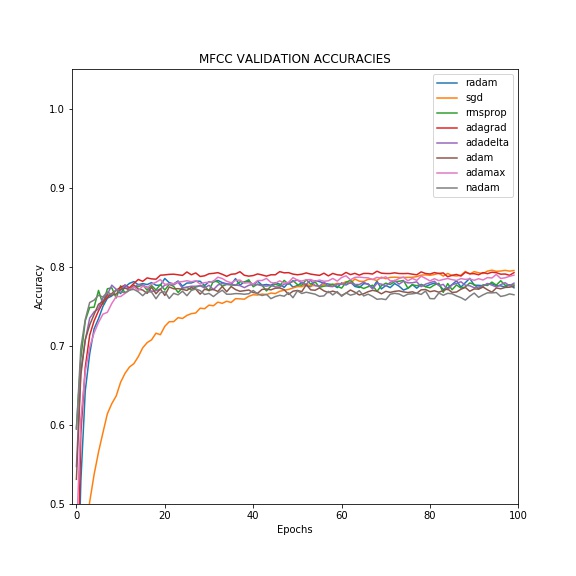 MFCC VALIDATION ACCURACIES
radam
sgd
rmsprop
adagrad
adadelta
adam
adamax
nadam
Accuracy
1.0
0.9
0.8
0.7
0.6
0.5
0 20 40 60 80 100
Epochs